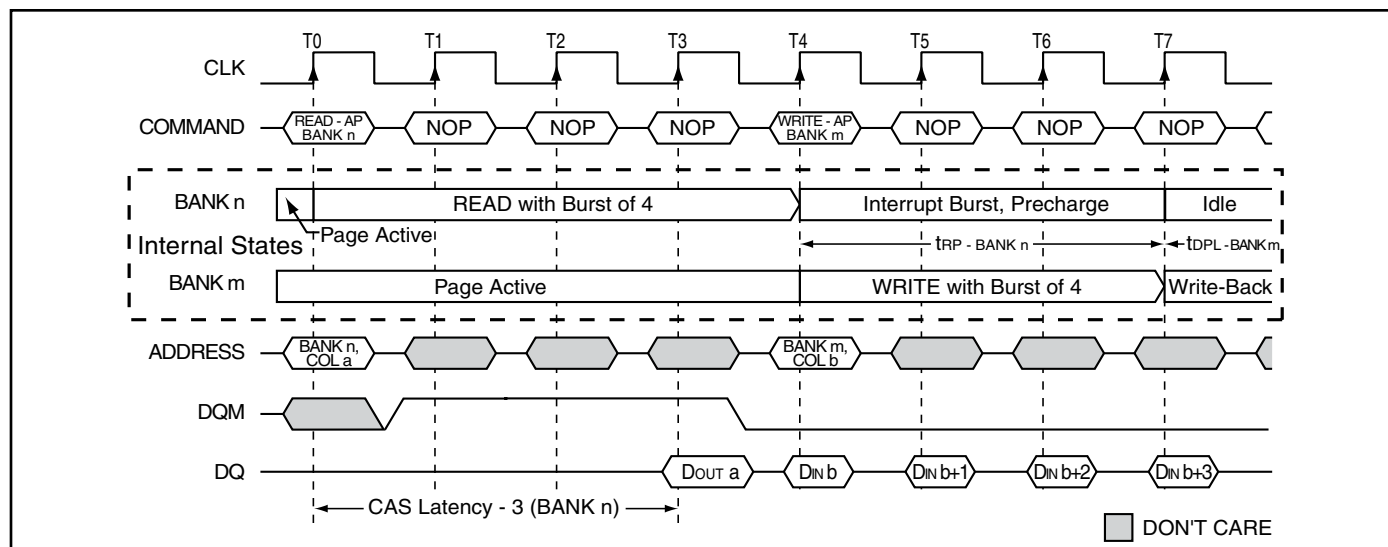 T0 T1 T2 T3 T4 T5 T6 T7
CLK
COMMAND
READ - AP
BANK n
NOP NOP NOP
WRITE - AP
BANK m
NOP NOP NOP
BANK n
READ with Burst of 4
Interrupt Burst, Precharge
Idle
Internal States
Page Active
tRP - BANK n
tDPL - BANK m
BANK m
Page Active
WRITE with Burst of 4
Write-Back
ADDRESS
BANK n,
COL a
BANK m,
COL b
DQM
DQ
DOUT a
DIN b
DIN b+1
DIN b+2
DIN b+3
CAS Latency - 3 (BANK n)
DON'T CARE